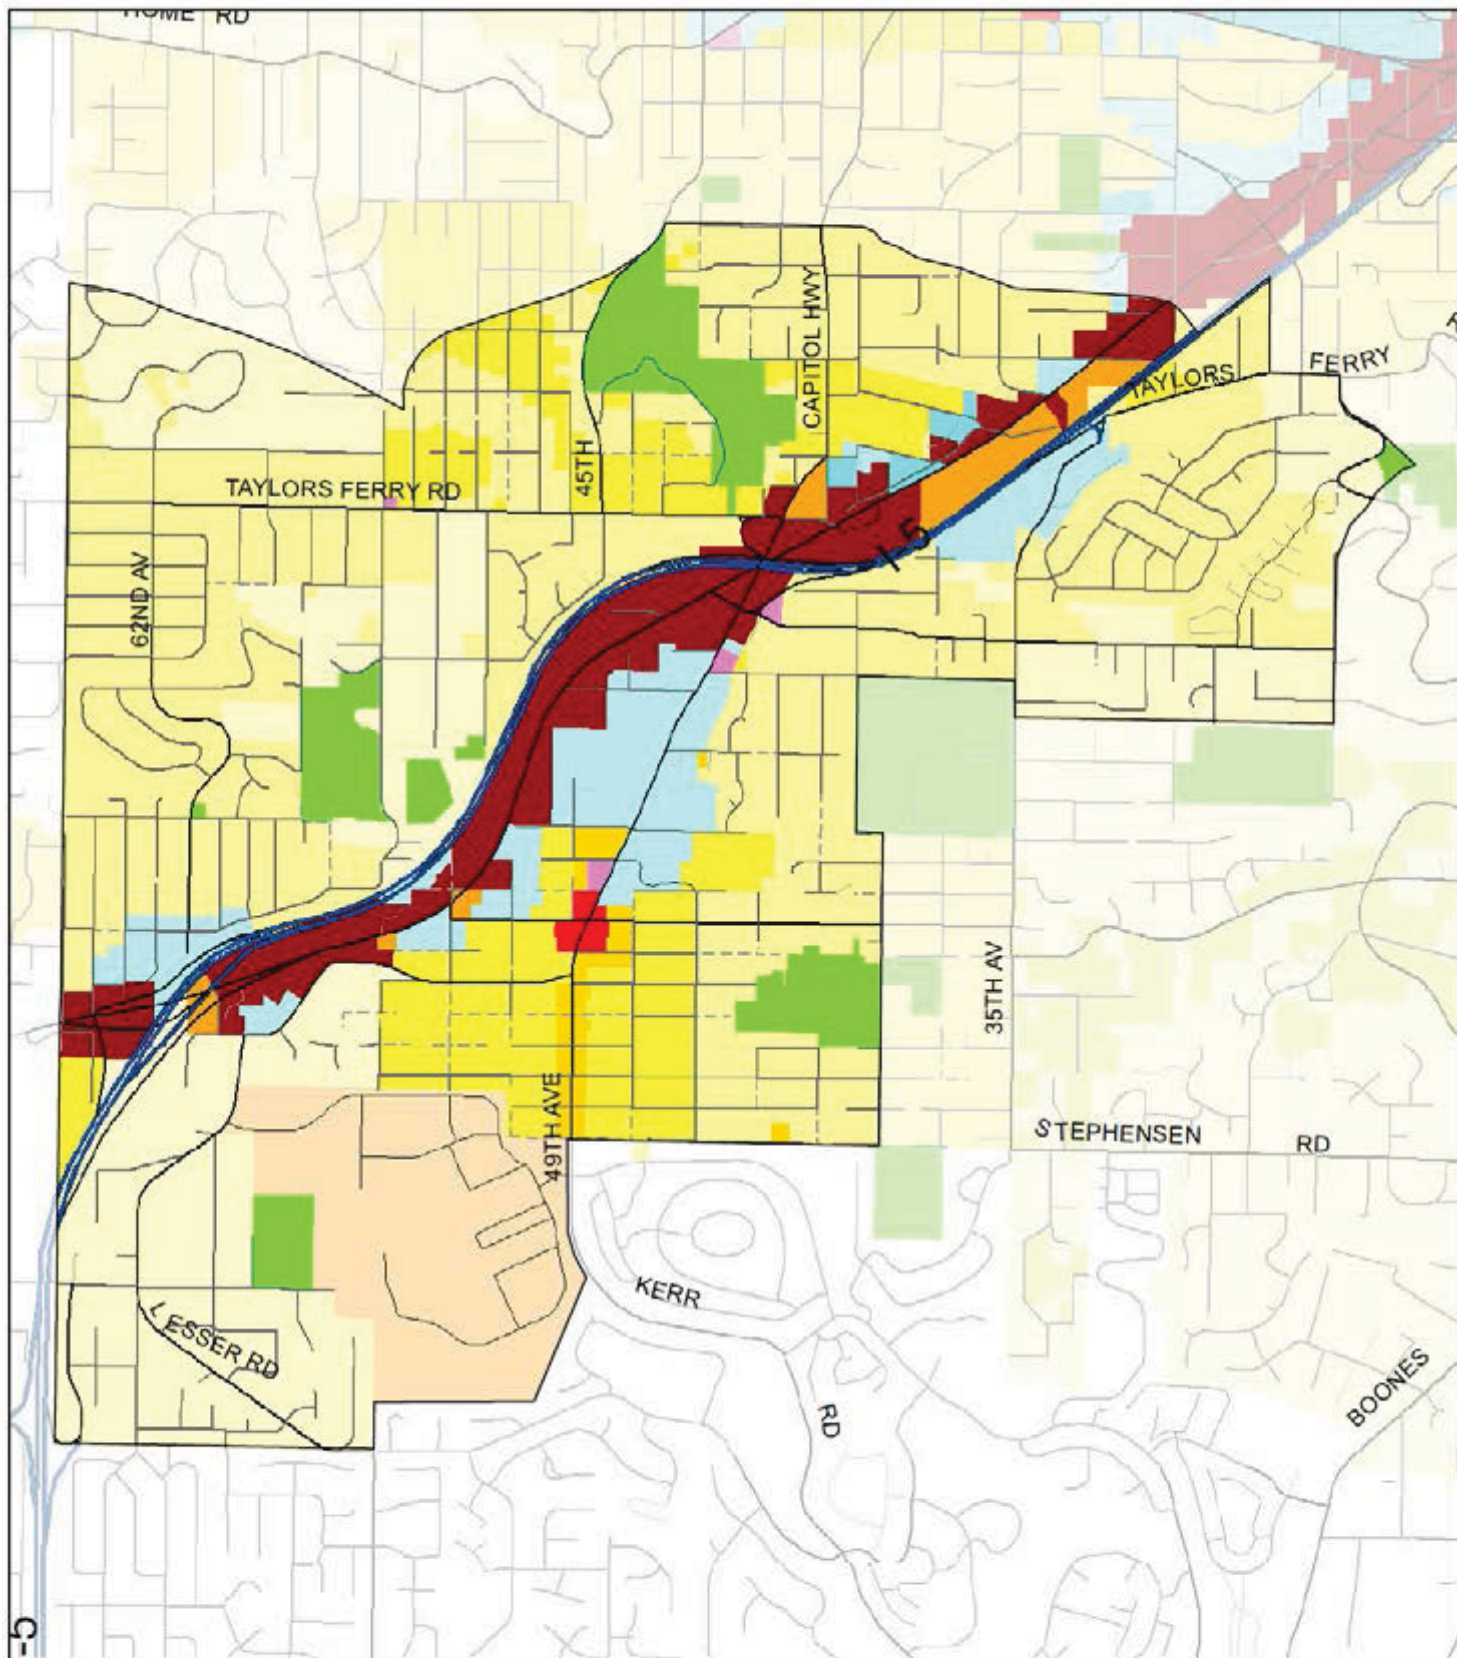 HOME RD
CAPITOL HWY
FERRY
TAYLORS
45TH
TAYLORS FERRY RD
I 5
62ND AV
35TH AV
49TH AVE
STEPHENSEN RD
KERR
RD
LESSER RD
BOONES